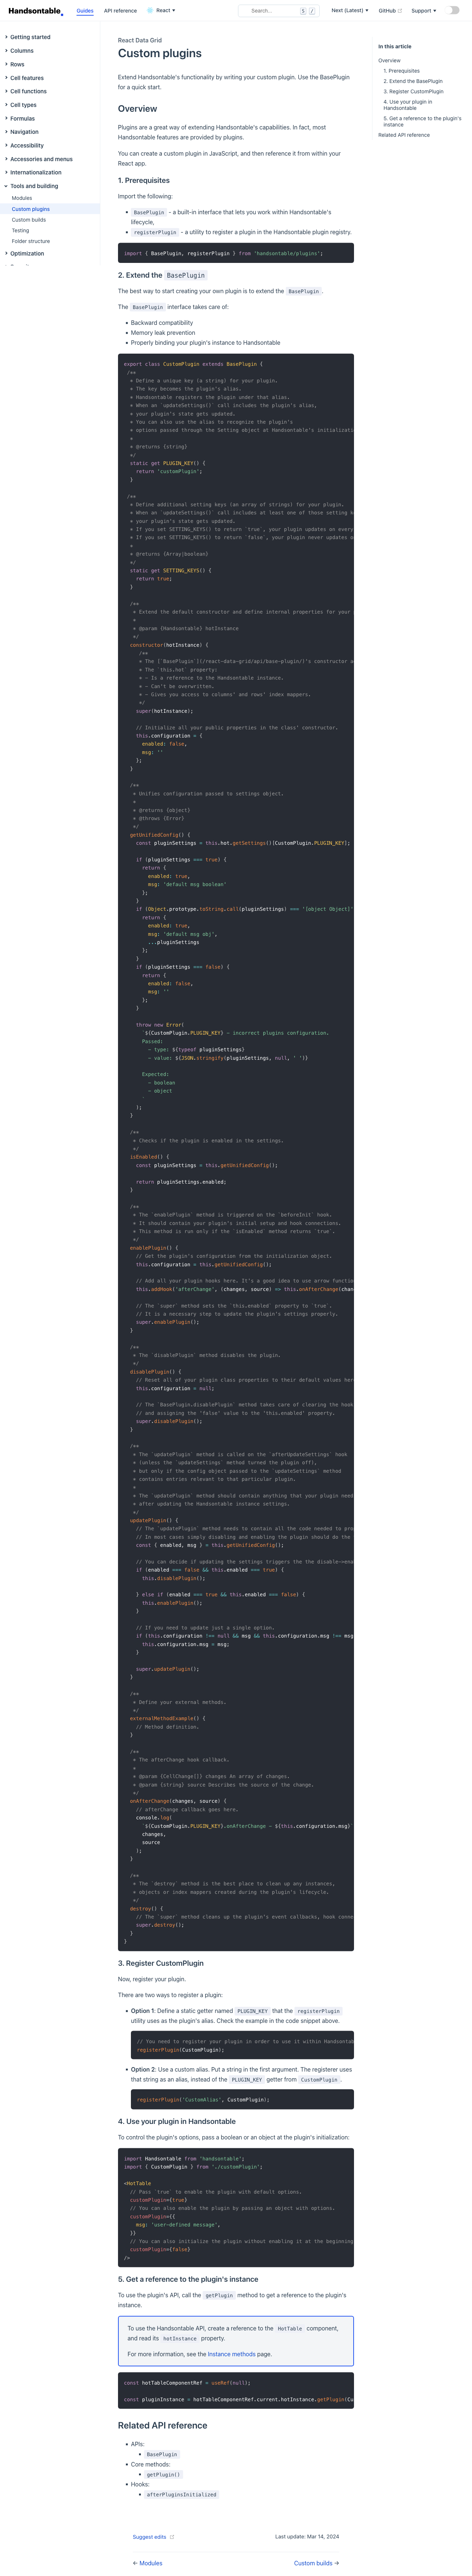 Handsontable
Guides
API reference
React
Search...
S
/
Next (Latest)
GitHub
Support
Getting started
Columns
Rows
Cell features
Cell functions
Cell types
Formulas
Navigation
Accessibility
Accessories and menus
Internationalization
Tools and building
Modules
Custom plugins
Custom builds
Testing
Folder structure
Optimization
In this article
Overview
1. Prerequisites
2. Extend the BasePlugin
3. Register CustomPlugin
4. Use your plugin in
Handsontable
5. Get a reference to the plugin's
instance
Related API reference
React Data Grid
Custom plugins
Extend Handsontable's functionality by writing your custom plugin. Use the BasePlugin
for a quick start.
Overview
Plugins are a great way of extending Handsontable's capabilities. In fact, most
Handsontable features are provided by plugins.
You can create a custom plugin in JavaScript, and then reference it from within your
React app.
1. Prerequisites
Import the following:
• BasePlugin - a built-in interface that lets you work within Handsontable's
lifecycle,
• registerPlugin - a utility to register a plugin in the Handsontable plugin registry.
import { BasePlugin, registerPlugin } from 'handsontable/plugins';
2. Extend the BasePlugin
The best way to start creating your own plugin is to extend the BasePlugin.
The BasePlugin interface takes care of:
• Backward compatibility
• Memory leak prevention
• Properly binding your plugin's instance to Handsontable
export class CustomPlugin extends BasePlugin {
/**
* Define a unique key (a string) for your plugin.
* The key becomes the plugin's alias.
* Handsontable registers the plugin under that alias.
* When an `updateSettings()` call includes the plugin's alias,
* your plugin's state gets updated.
* You can also use the alias to recognize the plugin's
* options passed through the Setting object at Handsontable's initializati
*
* @returns {string}
*/
static get PLUGIN_KEY() {
return 'customPlugin';
}
/**
* Define additional setting keys (an array of strings) for your plugin.
* When an `updateSettings()` call includes at least one of those setting k
* your plugin's state gets updated.
* If you set SETTING_KEYS() to return `true`, your plugin updates on every
* If you set SETTING_KEYS() to return `false`, your plugin never updates o
*
* @returns {Array|boolean}
*/
static get SETTING_KEYS() {
return true;
}
/**
* Extend the default constructor and define internal properties for your
*
* @param {Handsontable} hotInstance
*/
constructor(hotInstance) {
/**
* The [`BasePlugin`](/react-data-grid/api/base-plugin/)'s constructor a
* The `this.hot` property:
* – Is a reference to the Handsontable instance.
* – Can't be overwritten.
* – Gives you access to columns' and rows' index mappers.
*/
super(hotInstance);
// Initialize all your public properties in the class' constructor.
this.configuration = {
enabled: false,
msg: ''
};
}
/**
* Unifies configuration passed to settings object.
*
* @returns {object}
* @throws {Error}
*/
getUnifiedConfig() {
const pluginSettings = this.hot.getSettings()[CustomPlugin.PLUGIN_KEY];
if (pluginSettings === true) {
return {
enabled: true,
msg: 'default msg boolean'
};
}
if (Object.prototype.toString.call(pluginSettings) === '[object Object]'
return {
enabled: true,
msg: 'default msg obj',
...pluginSettings
};
}
if (pluginSettings === false) {
return {
enabled: false,
msg: ''
};
}
throw new Error(
`${CustomPlugin.PLUGIN_KEY} - incorrect plugins configuration.
Passed:
- type: ${typeof pluginSettings}
- value: ${JSON.stringify(pluginSettings, null, ' ')}
Expected:
- boolean
- object
`
);
}
/**
* Checks if the plugin is enabled in the settings.
*/
isEnabled() {
const pluginSettings = this.getUnifiedConfig();
return pluginSettings.enabled;
}
/**
* The `enablePlugin` method is triggered on the `beforeInit` hook.
* It should contain your plugin's initial setup and hook connections.
* This method is run only if the `isEnabled` method returns `true`.
*/
enablePlugin() {
// Get the plugin's configuration from the initialization object.
this.configuration = this.getUnifiedConfig();
// Add all your plugin hooks here. It's a good idea to use arrow functio
this.addHook('afterChange', (changes, source) => this.onAfterChange(chan
// The `super` method sets the `this.enabled` property to `true`.
// It is a necessary step to update the plugin's settings properly.
super.enablePlugin();
}
/**
* The `disablePlugin` method disables the plugin.
*/
disablePlugin() {
// Reset all of your plugin class properties to their default values her
this.configuration = null;
// The `BasePlugin.disablePlugin` method takes care of clearing the hook
// and assigning the 'false' value to the 'this.enabled' property.
super.disablePlugin();
}
/**
* The `updatePlugin` method is called on the `afterUpdateSettings` hook
* (unless the `updateSettings` method turned the plugin off),
* but only if the config object passed to the `updateSettings` method
* contains entries relevant to that particular plugin.
*
* The `updatePlugin` method should contain anything that your plugin need
* after updating the Handsontable instance settings.
*/
updatePlugin() {
// The `updatePlugin` method needs to contain all the code needed to pro
// In most cases simply disabling and enabling the plugin should do the
const { enabled, msg } = this.getUnifiedConfig();
// You can decide if updating the settings triggers the the disable→ena
if (enabled === false && this.enabled === true) {
this.disablePlugin();
} else if (enabled === true && this.enabled === false) {
this.enablePlugin();
}
// If you need to update just a single option.
if (this.configuration !== null && msg && this.configuration.msg !== msg
this.configuration.msg = msg;
}
super.updatePlugin();
}
/**
* Define your external methods.
*/
externalMethodExample() {
// Method definition.
}
/**
* The afterChange hook callback.
*
* @param {CellChange[]} changes An array of changes.
* @param {string} source Describes the source of the change.
*/
onAfterChange(changes, source) {
// afterChange callback goes here.
console.log(
`${CustomPlugin.PLUGIN_KEY}.onAfterChange - ${this.configuration.msg}`
changes,
source
);
}
/**
* The `destroy` method is the best place to clean up any instances,
* objects or index mappers created during the plugin's lifecycle.
*/
destroy() {
// The `super` method cleans up the plugin's event callbacks, hook conne
super.destroy();
}
}
3. Register CustomPlugin
Now, register your plugin.
There are two ways to register a plugin:
• Option 1: Define a static getter named PLUGIN_KEY that the registerPlugin
utility uses as the plugin's alias. Check the example in the code snippet above.
// You need to register your plugin in order to use it within Handsontab
registerPlugin(CustomPlugin);
• Option 2: Use a custom alias. Put a string in the first argument. The registerer uses
that string as an alias, instead of the PLUGIN_KEY getter from CustomPlugin.
registerPlugin('CustomAlias', CustomPlugin);
4. Use your plugin in Handsontable
To control the plugin's options, pass a boolean or an object at the plugin's initialization:
import Handsontable from 'handsontable';
import { CustomPlugin } from './customPlugin';
<HotTable
// Pass `true` to enable the plugin with default options.
customPlugin={true}
// You can also enable the plugin by passing an object with options.
customPlugin={{
msg: 'user-defined message',
}}
// You can also initialize the plugin without enabling it at the beginning
customPlugin={false}
/>
5. Get a reference to the plugin's instance
To use the plugin's API, call the getPlugin method to get a reference to the plugin's
instance.
To use the Handsontable API, create a reference to the HotTable component,
and read its hotInstance property.
For more information, see the Instance methods page.
const hotTableComponentRef = useRef(null);
const pluginInstance = hotTableComponentRef.current.hotInstance.getPlugin(Cu
Related API reference
• APIs:
• BasePlugin
• Core methods:
• getPlugin()
• Hooks:
• afterPluginsInitialized
Suggest edits
Last update: Mar 14, 2024
← Modules
Custom builds →